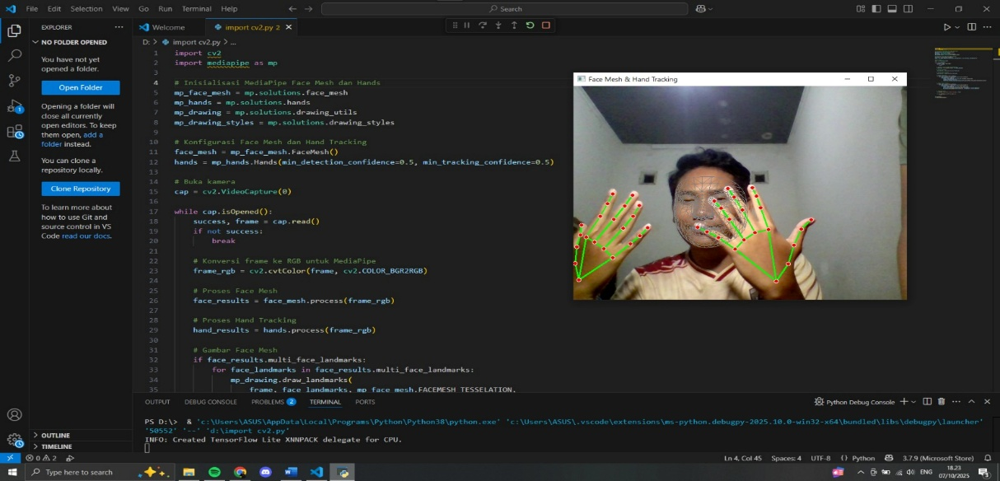 File Edit Selection View Go Run Terminal Help
Search
EXPLORER
NO FOLDER OPENED
You have not yet
opened a folder.
Open Folder
Opening a folder will
close all currently
open editors. To keep
them open, add a
folder instead.
You can clone a
repository locally.
Clone Repository
To learn more about
how to use Git and
source control in VS
Code read our docs.
OUTLINE
TIMELINE
Welcome
import cv2.py 2
D: > import cv2.py > ...
1 import cv2
2 import mediapipe as mp
3
4 # Inisialisasi MediaPipe Face Mesh dan Hands
5 mp_face_mesh = mp.solutions.face_mesh
6 mp_hands = mp.solutions.hands
7 mp_drawing = mp.solutions.drawing_utils
8 mp_drawing_styles = mp.solutions.drawing_styles
9
10 # Konfigurasi Face Mesh dan Hand Tracking
11 face_mesh = mp_face_mesh.FaceMesh()
12 hands = mp_hands.Hands(min_detection_confidence=0.5, min_tracking_confidence=0.5)
13
14 # Buka kamera
15 cap = cv2.VideoCapture(0)
16
17 while cap.isOpened():
18 success, frame = cap.read()
19 if not success:
20 break
21
22 # Konversi frame ke RGB untuk MediaPipe
23 frame_rgb = cv2.cvtColor(frame, cv2.COLOR_BGR2RGB)
24
25 # Proses Face Mesh
26 face_results = face_mesh.process(frame_rgb)
27
28 # Proses Hand Tracking
29 hand_results = hands.process(frame_rgb)
30
31 # Gambar Face Mesh
32 if face_results.multi_face_landmarks:
33 for face_landmarks in face_results.multi_face_landmarks:
34 mp_drawing.draw_landmarks(
35 frame, face_landmarks, mp_face_mesh.FACEMESH_TESSELATION,
Face Mesh & Hand Tracking
OUTPUT DEBUG CONSOLE PROBLEMS 2 TERMINAL PORTS
Python Debug Console
PS D:\> & 'c:\Users\ASUS\AppData\Local\Programs\Python\Python38\python.exe' 'c:\Users\ASUS\.vscode\extensions\ms-python.debugpy-2025.10.0-win32-x64\bundled\libs\debugpy\launcher'
'50552' '--' 'd:\import cv2.py'
INFO: Created TensorFlow Lite XNNPACK delegate for CPU.
0 2
Ln 4, Col 45 Spaces: 4 UTF-8 {} Python 3.7.9 (Microsoft Store)
Type here to search
ENG
18.23
07/10/2025